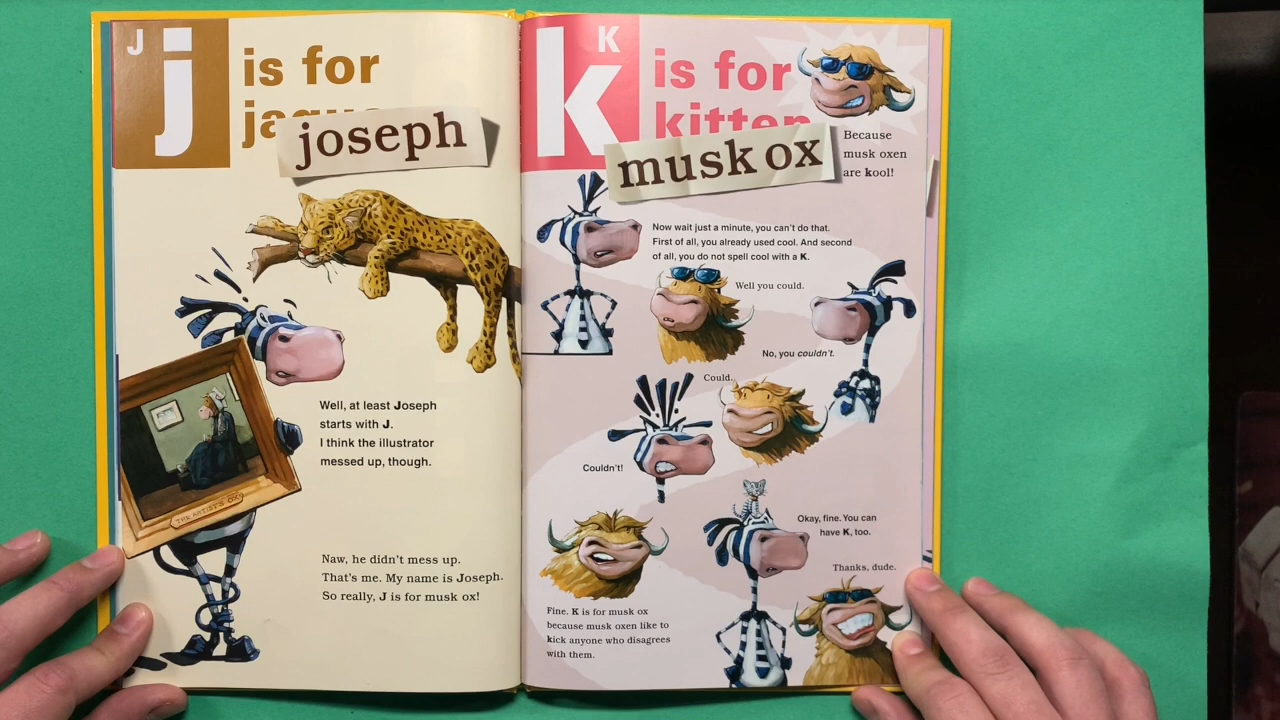 J
j
is for
joseph
Well, at least Joseph
starts with J.
I think the illustrator
messed up, though.
THE ARTIST'S OX
Naw, he didn't mess up.
That's me. My name is Joseph.
So really, J is for musk ox!
K
k
is for
kitten
musk ox
Because
musk oxen
are kool!
Now wait just a minute, you can't do that.
First of all, you already used cool. And second
of all, you do not spell cool with a K.
Well you could.
No, you couldn't.
Could.
Couldn't!
Okay, fine. You can
have K, too.
Thanks, dude.
Fine. K is for musk ox
because musk oxen like to
kick anyone who disagrees
with them.